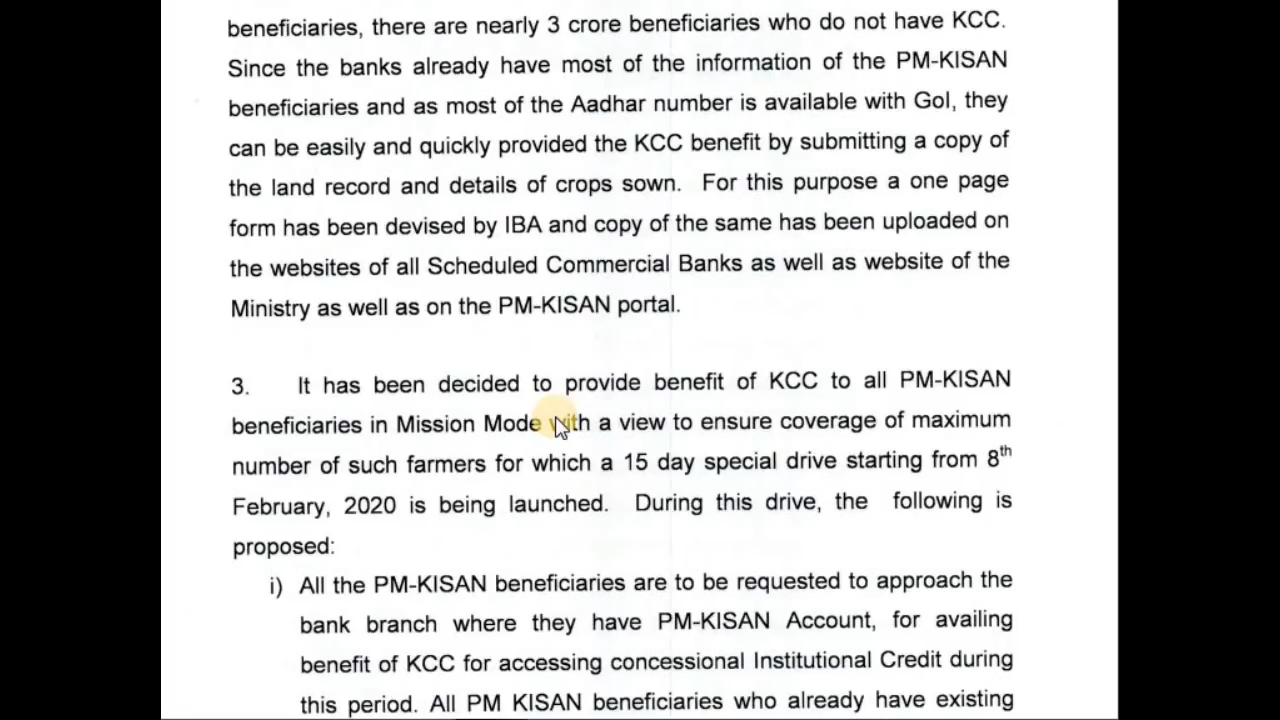 beneficiaries, there are nearly 3 crore beneficiaries who do not have KCC.
Since the banks already have most of the information of the PM-KISAN
beneficiaries and as most of the Aadhar number is available with GoI, they
can be easily and quickly provided the KCC benefit by submitting a copy of
the land record and details of crops sown. For this purpose a one page
form has been devised by IBA and copy of the same has been uploaded on
the websites of all Scheduled Commercial Banks as well as website of the
Ministry as well as on the PM-KISAN portal.
3. It has been decided to provide benefit of KCC to all PM-KISAN
beneficiaries in Mission Mode with a view to ensure coverage of maximum
number of such farmers for which a 15 day special drive starting from 8th
February, 2020 is being launched. During this drive, the following is
proposed:
i) All the PM-KISAN beneficiaries are to be requested to approach the
bank branch where they have PM-KISAN Account, for availing
benefit of KCC for accessing concessional Institutional Credit during
this period. All PM KISAN beneficiaries who already have existing